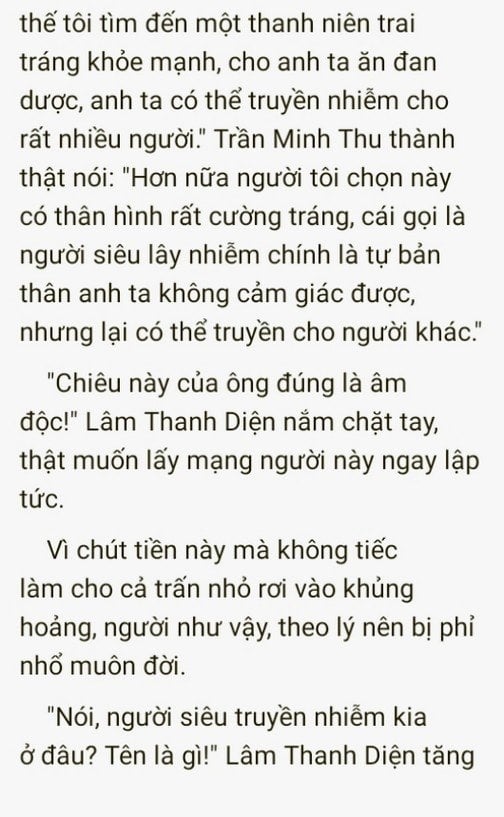 thế tôi tìm đến một thanh niên trai
tráng khỏe mạnh, cho anh ta ăn đan
dược, anh ta có thể truyền nhiễm cho
rất nhiều người." Trần Minh Thu thành
thật nói: "Hơn nữa người tôi chọn này
có thân hình rất cường tráng, cái gọi là
người siêu lây nhiễm chính là tự bản
thân anh ta không cảm giác được,
nhưng lại có thể truyền cho người khác."
"Chiêu này của ông đúng là âm
độc!" Lâm Thanh Diện nắm chặt tay,
thật muốn lấy mạng người này ngay lập
tức.
Vì chút tiền này mà không tiếc
làm cho cả trấn nhỏ rơi vào khủng
hoảng, người như vậy, theo lý nên bị phỉ
nhổ muôn đời.
"Nói, người siêu truyền nhiễm kia
ở đâu? Tên là gì!" Lâm Thanh Diện tăng